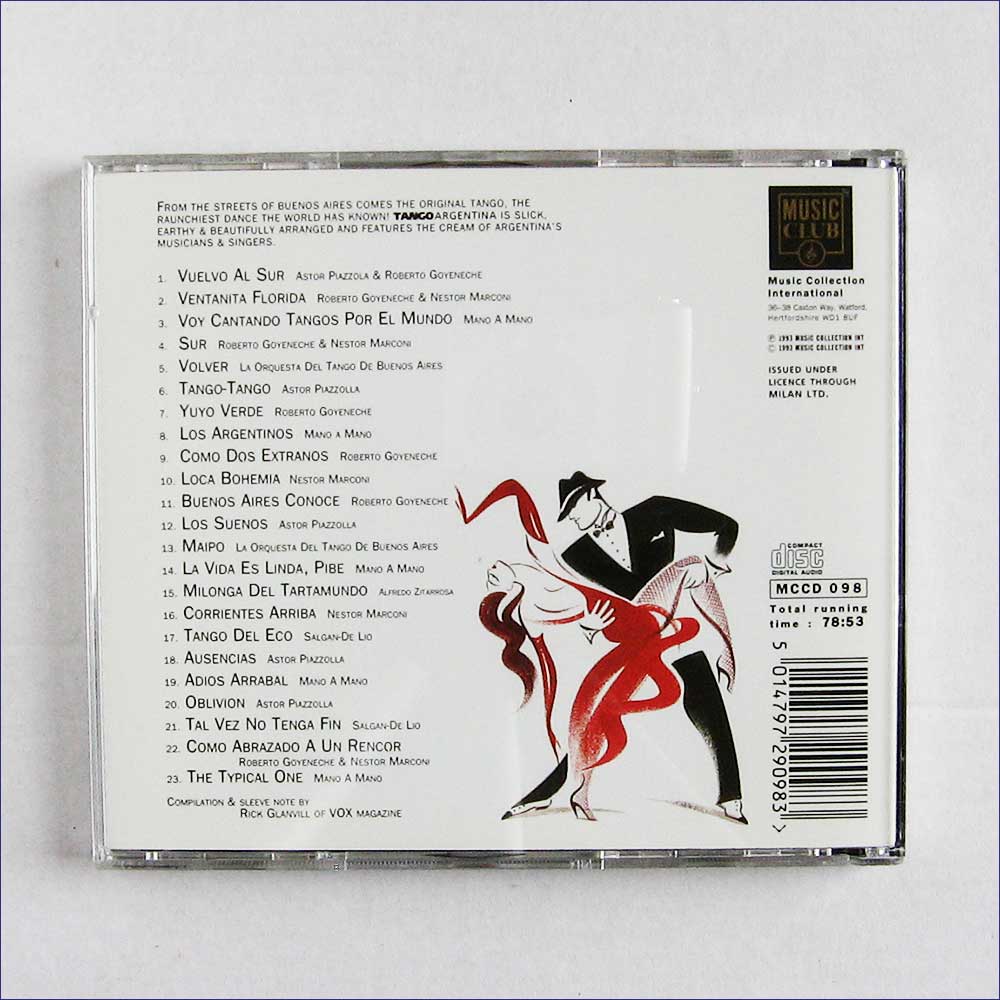 FROM THE STREETS OF BUENOS AIRES COMES THE ORIGINAL TANGO, THE
RAUNCHIEST DANCE THE WORLD HAS KNOWN! TANGO ARGENTINA IS SLICK,
EARTHY & BEAUTIFULLY ARRANGED AND FEATURES THE CREAM OF ARGENTINA'S
MUSICIANS & SINGERS.
1. VUELVO AL SUR ASTOR PIAZZOLA & ROBERTO GOYENECHE
2. VENTANITA FLORIDA ROBERTO GOYENECHE & NESTOR MARCONI
3. VOY CANTANDO TANGOS POR EL MUNDO MANO A MANO
4. SUR ROBERTO GOYENECHE & NESTOR MARCONI
5. VOLVER LA ORQUESTA DEL TANGO DE BUENOS AIRES
6. TANGO-TANGO ASTOR PIAZZOLLA
7. YUYO VERDE ROBERTO GOYENECHE
8. LOS ARGENTINOS MANO A MANO
9. COMO DOS EXTRANOS ROBERTO GOYENECHE
10. LOCA BOHEMIA NESTOR MARCONI
11. BUENOS AIRES CONOCE ROBERTO GOYENECHE
12. LOS SUENOS ASTOR PIAZZOLLA
13. MAIPO LA ORQUESTA DEL TANGO DE BUENOS AIRES
14. LA VIDA ES LINDA, PIBE MANO A MANO
15. MILONGA DEL TARTAMUNDO ALFREDO ZITARROSA
16. CORRIENTES ARRIBA NESTOR MARCONI
17. TANGO DEL ECO SALGAN-DE LIO
18. AUSENCIAS ASTOR PIAZZOLLA
19. ADIOS ARRABAL MANO A MANO
20. OBLIVION ASTOR PIAZZOLLA
21. TAL VEZ NO TENGA FIN SALGAN-DE LIO
22. COMO ABRAZADO A UN RENCOR
ROBERTO GOYENECHE & NESTOR MARCONI
23. THE TYPICAL ONE MANO A MANO
COMPILATION & SLEEVE NOTE BY
RICK GLANVILL OF VOX MAGAZINE
MUSIC
CLUB
Music Collection
International
36-38 Caxton Way, Watford,
Hertfordshire WD1 8UF
℗ 1993 MUSIC COLLECTION INT
© 1993 MUSIC COLLECTION INT
ISSUED UNDER
LICENCE THROUGH
MILAN LTD.
COMPACT
disc
DIGITAL AUDIO
MCCD 098
Total running
time : 78:53
5 014797 290983 >